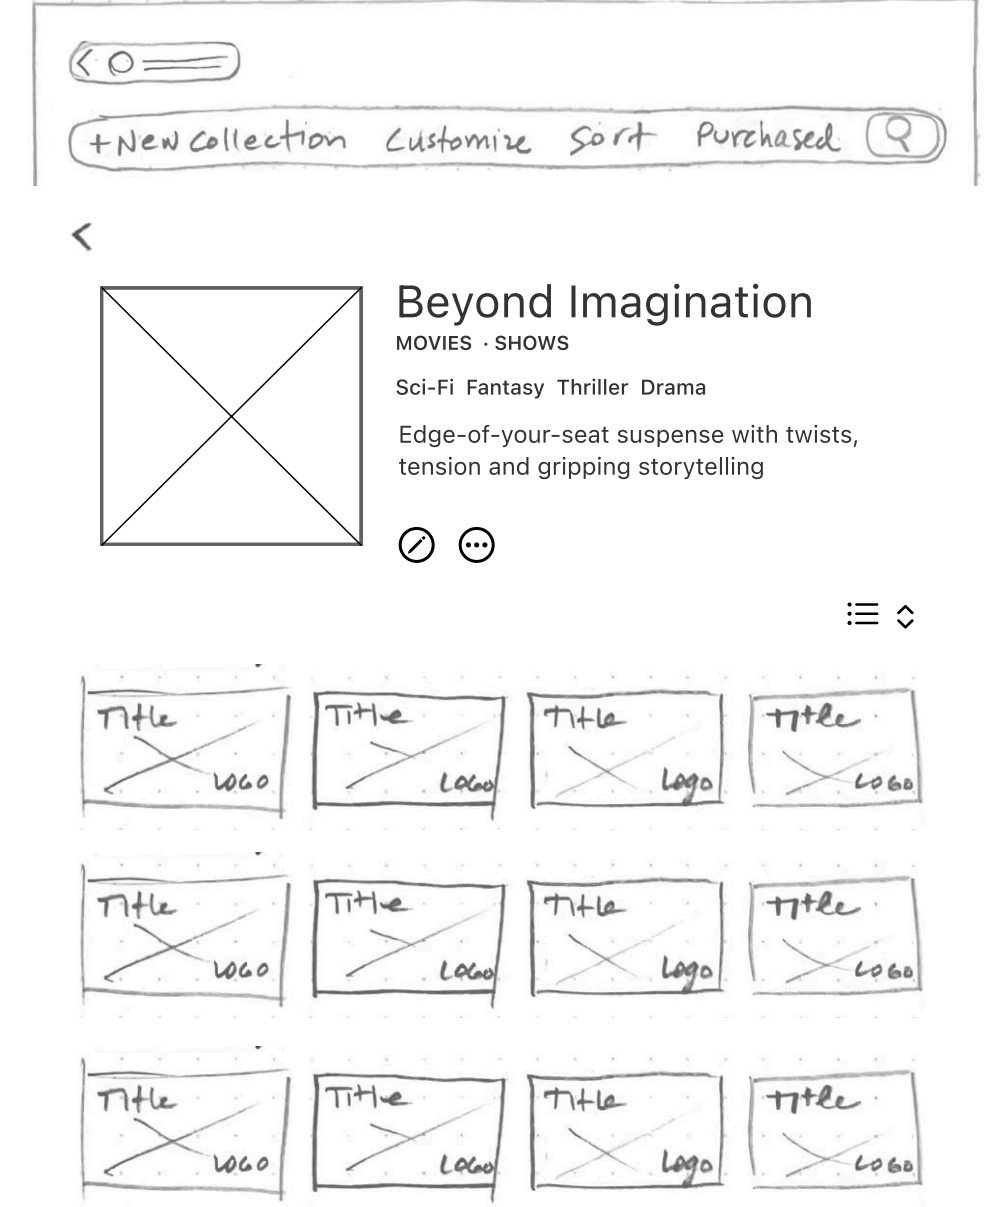 +New Collection Customize Sort Purchased
Beyond Imagination
MOVIES · SHOWS
Sci-Fi Fantasy Thriller Drama
Edge-of-your-seat suspense with twists,
tension and gripping storytelling
Title Title Title Title
LOGO LOGO Logo LOGO
Title Title Title Title
LOGO LOGO Logo LOGO
Title Title Title Title
LOGO LOGO Logo LOGO